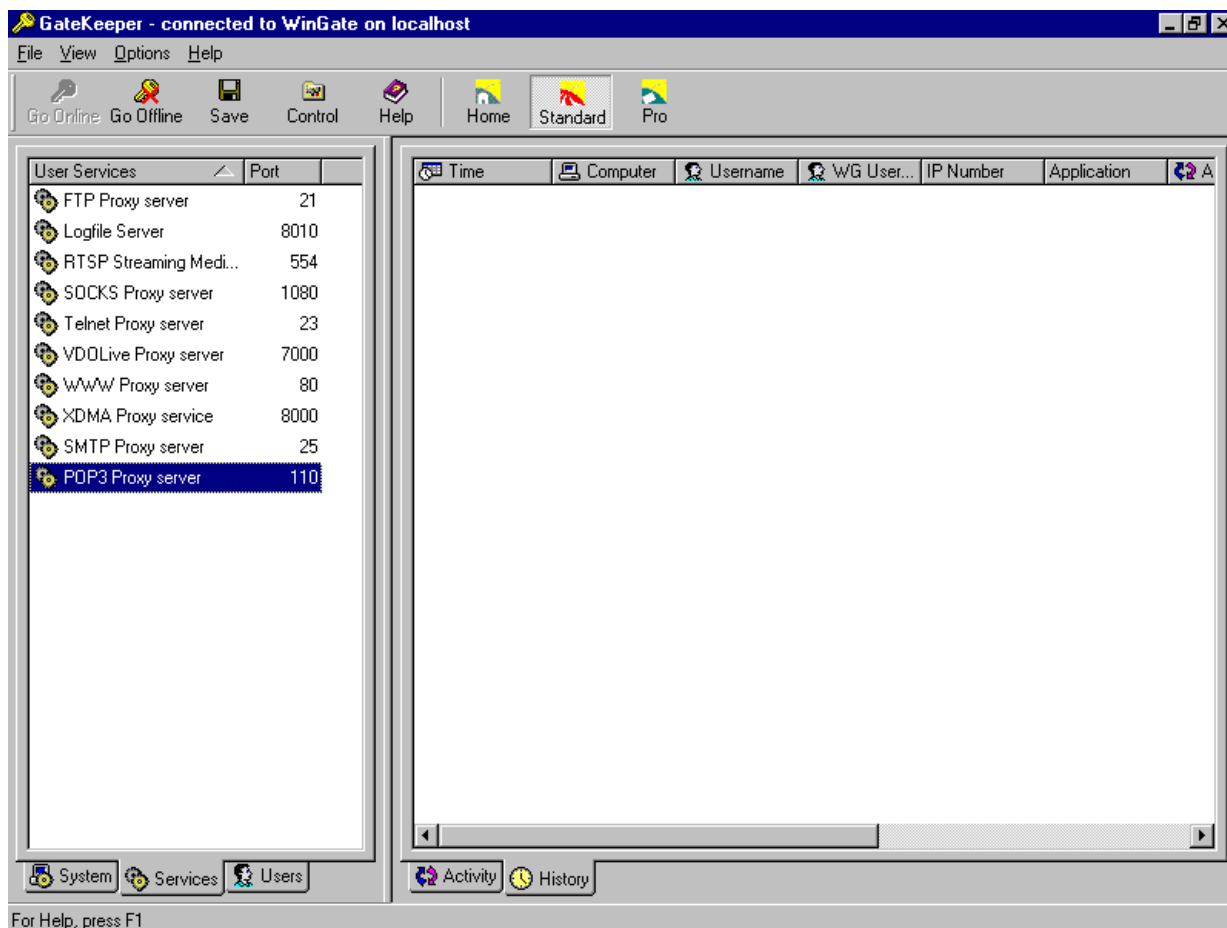 GateKeeper - connected to WinGate on localhost
File View Options Help
Go Online Go Offline Save Control Help Home Standard Pro
User Services Port
FTP Proxy server 21
Logfile Server 8010
RTSP Streaming Medi... 554
SOCKS Proxy server 1080
Telnet Proxy server 23
VDOLive Proxy server 7000
WWW Proxy server 80
XDMA Proxy service 8000
SMTP Proxy server 25
POP3 Proxy server 110
Time Computer Username WG User... IP Number Application A
System Services Users
Activity History
For Help, press F1